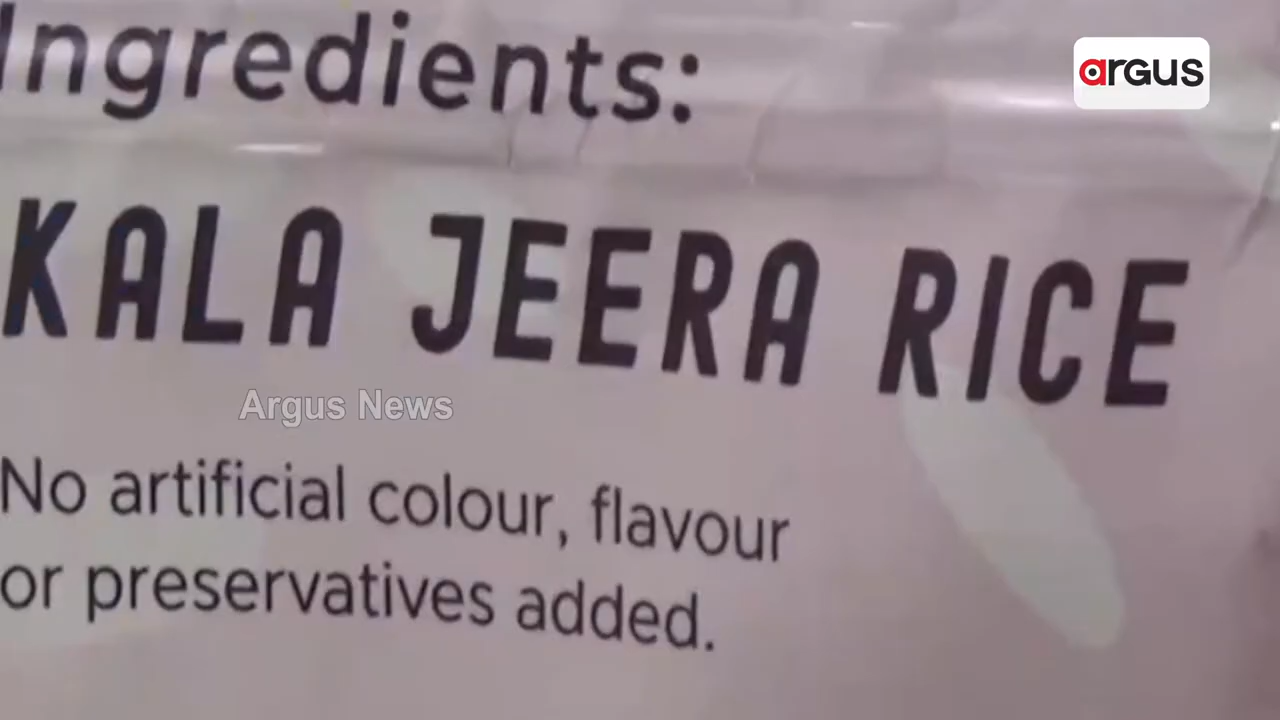 Ingredients:
argus
KALA JEERA RICE
Argus News
No artificial colour, flavour
or preservatives added.